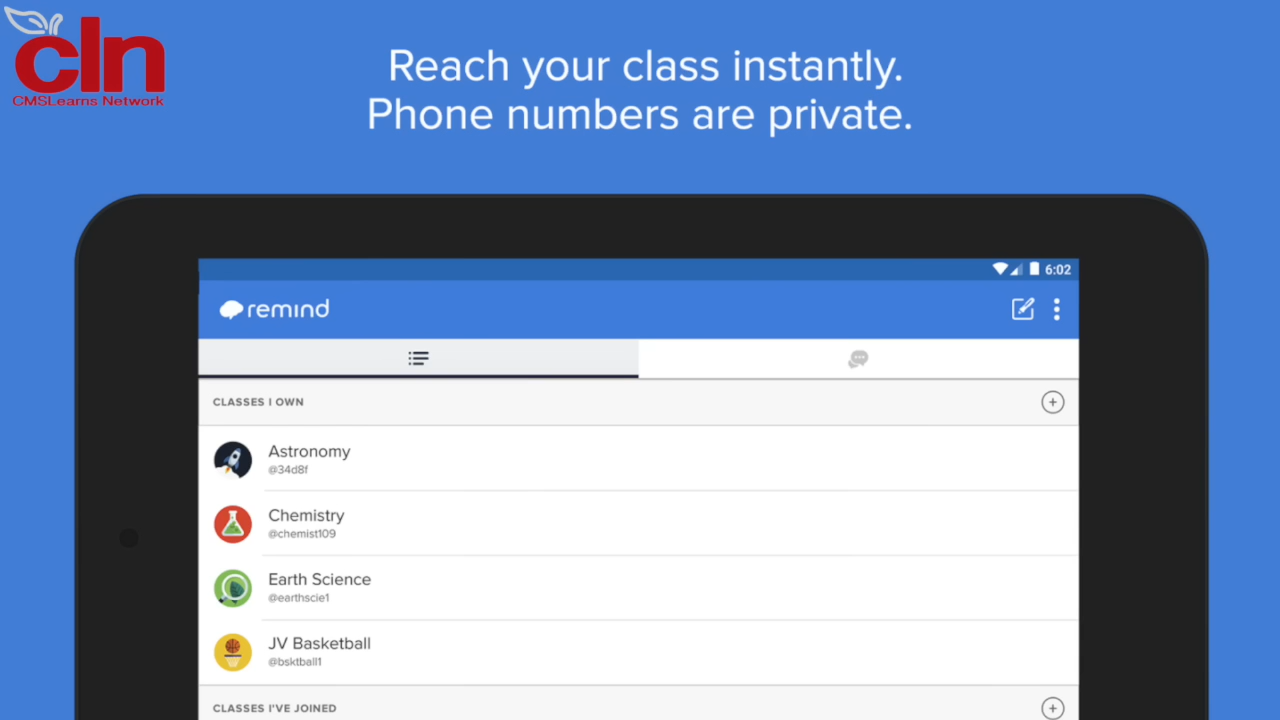 cln
CMSLearns Network
Reach your class instantly.
Phone numbers are private.
6:02
remind
CLASSES I OWN
Astronomy
@34d8f
Chemistry
@chemist109
Earth Science
@earthscie1
JV Basketball
@bsktball1
CLASSES I'VE JOINED